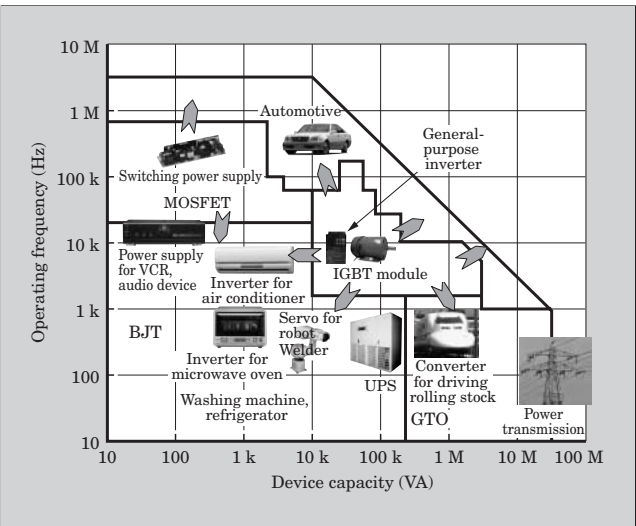 10 M
1 M
100 k
10 k
1 k
100
10
Operating frequency (Hz)
Automotive
General-
purpose
inverter
Switching power supply
MOSFET
Power supply
for VCR,
audio device
Inverter for
air conditioner
IGBT module
BJT
Inverter for
microwave oven
Servo for
robot
Welder
UPS
Converter
for driving
rolling stock
Washing machine,
refrigerator
GTO
Power
transmission
10
100
1 k
10 k
100 k
1 M
10 M
100 M
Device capacity (VA)